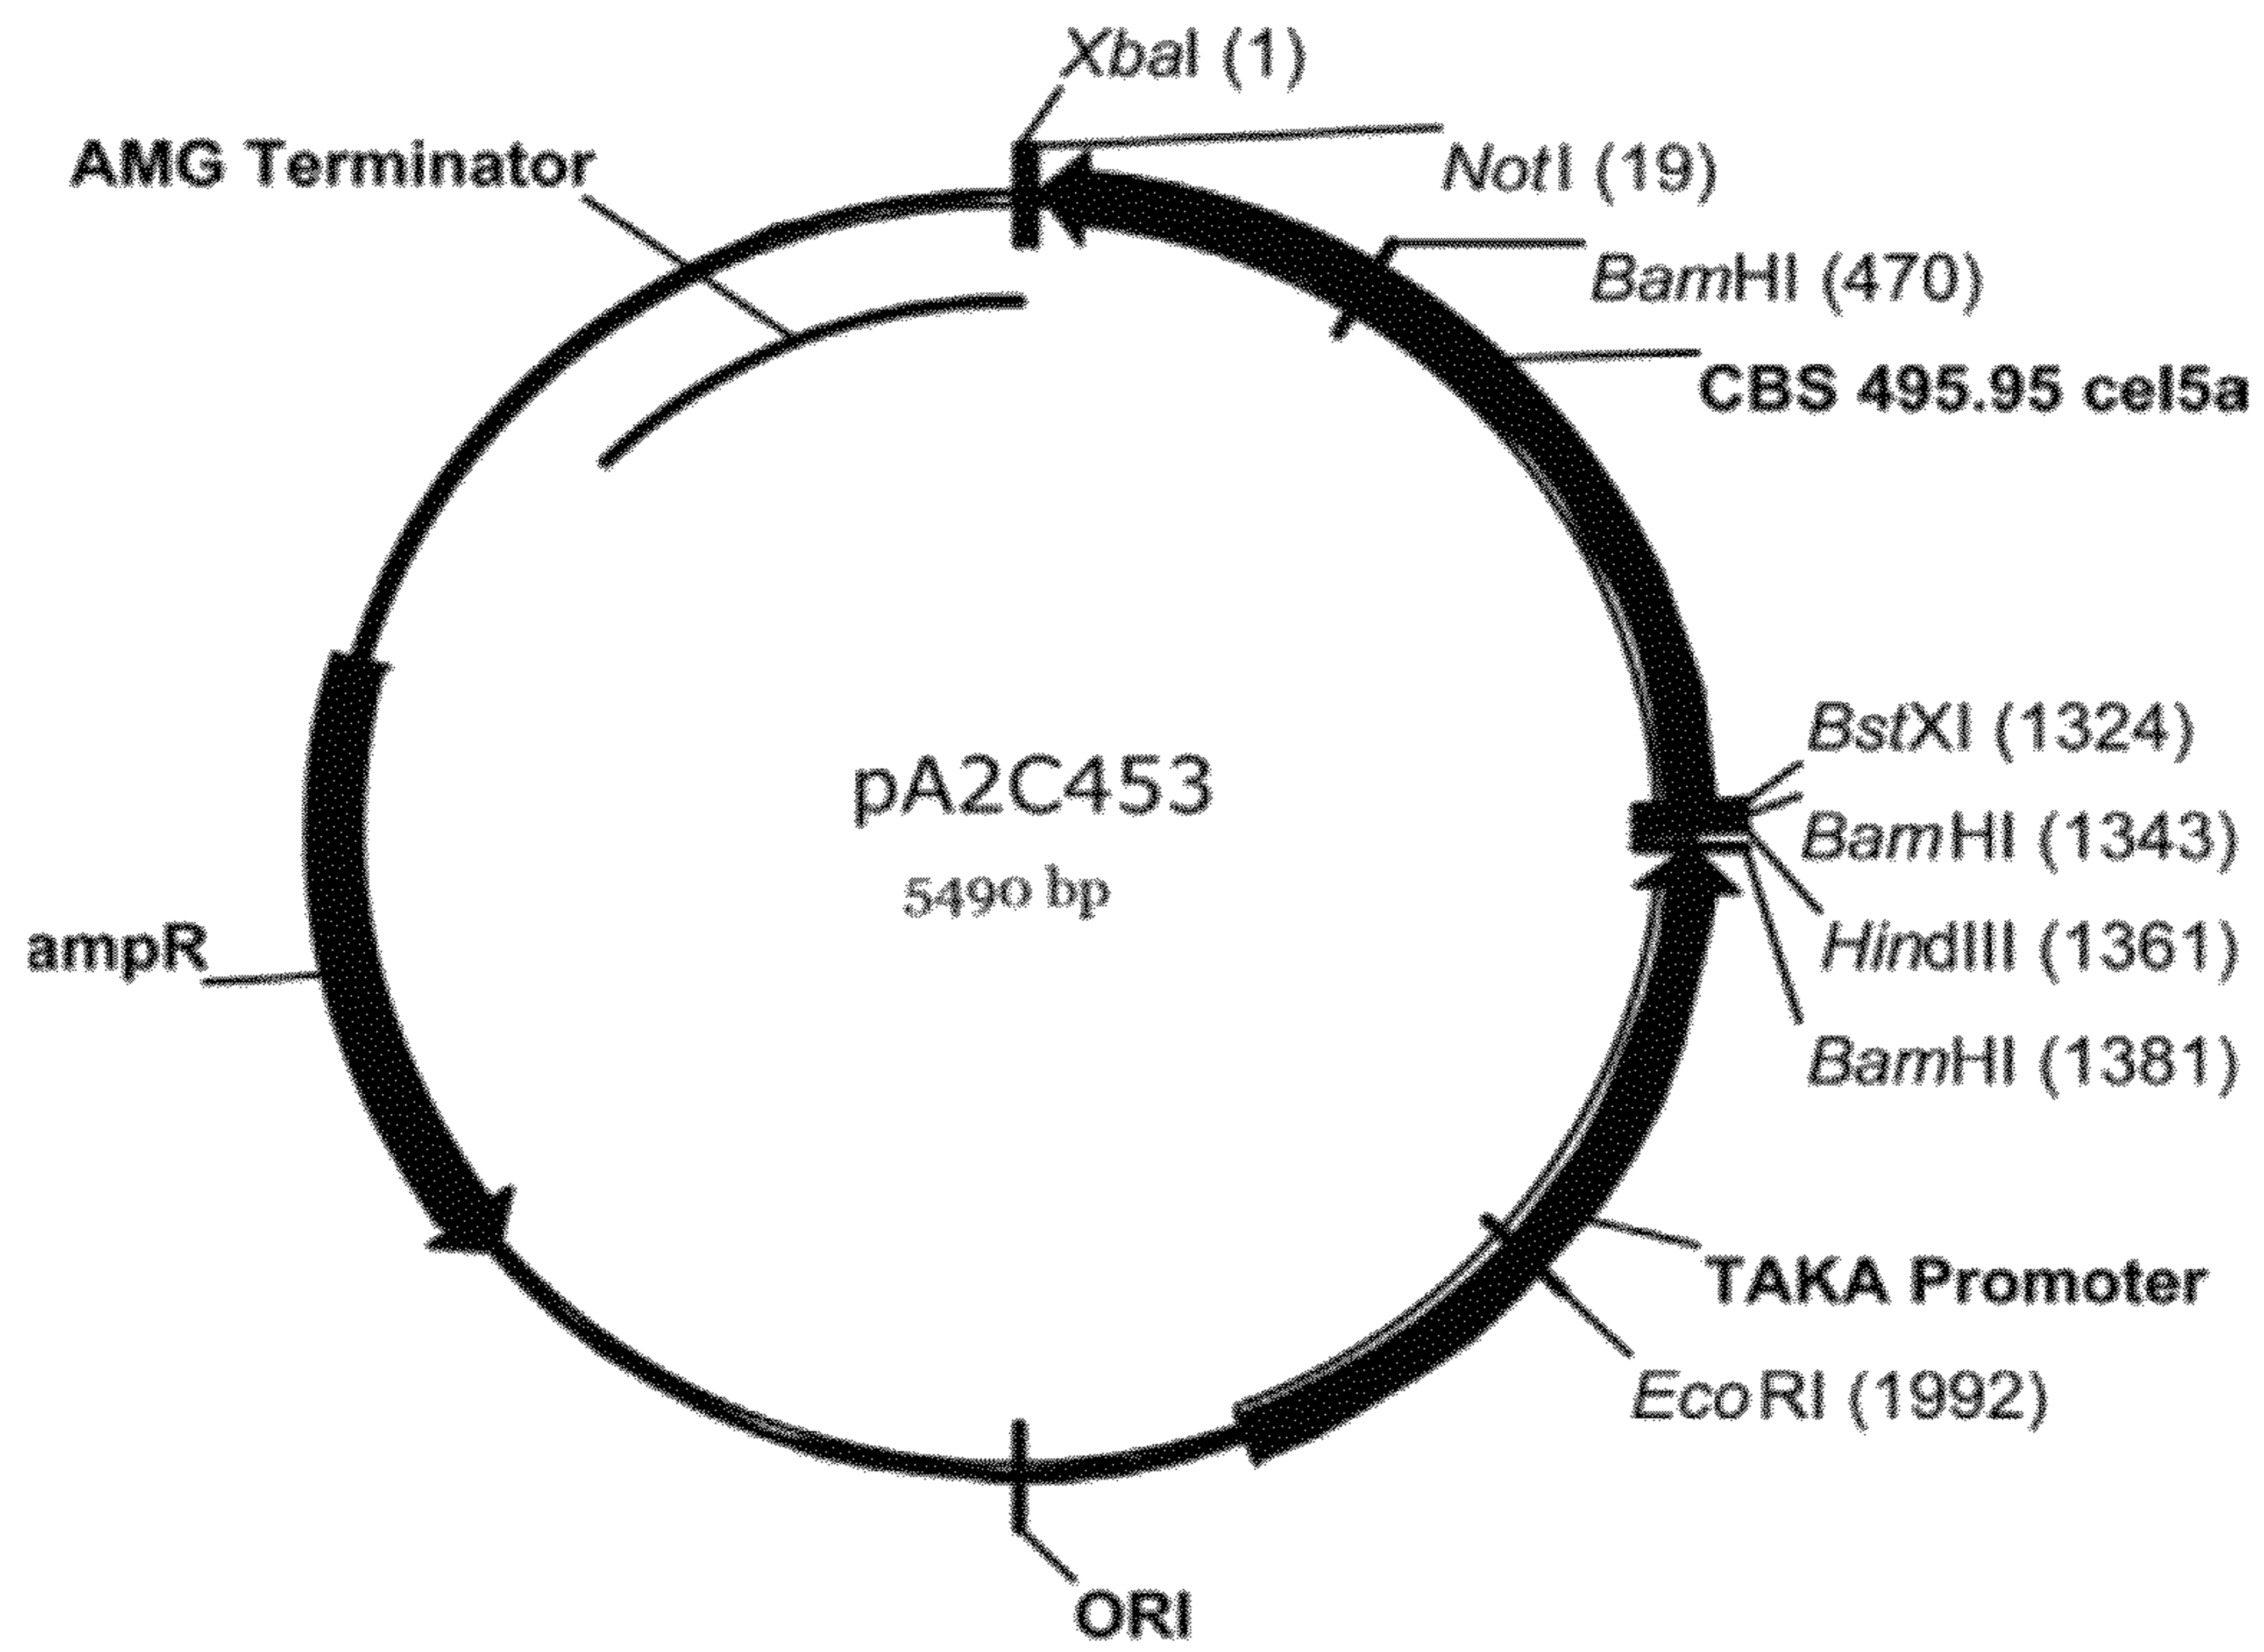 XbaI (1)
AMG Terminator
NotI (19)
BamHI (470)
CBS 495.95 cel5a
BstXI (1324)
pA2C453
BamHI (1343)
5490 bp
ampR
HindIII (1361)
BamHI (1381)
TAKA Promoter
EcoRI (1992)
ORI